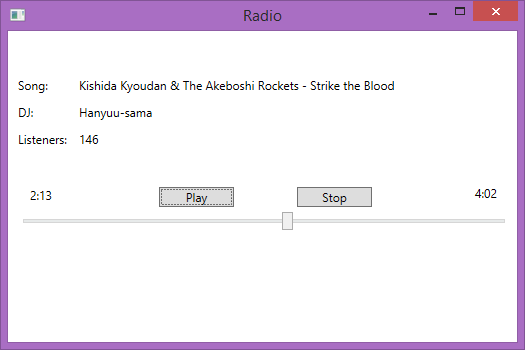 Radio
Song: Kishida Kyoudan & The Akeboshi Rockets - Strike the Blood
DJ: Hanyuu-sama
Listeners: 146
2:13 Play Stop 4:02